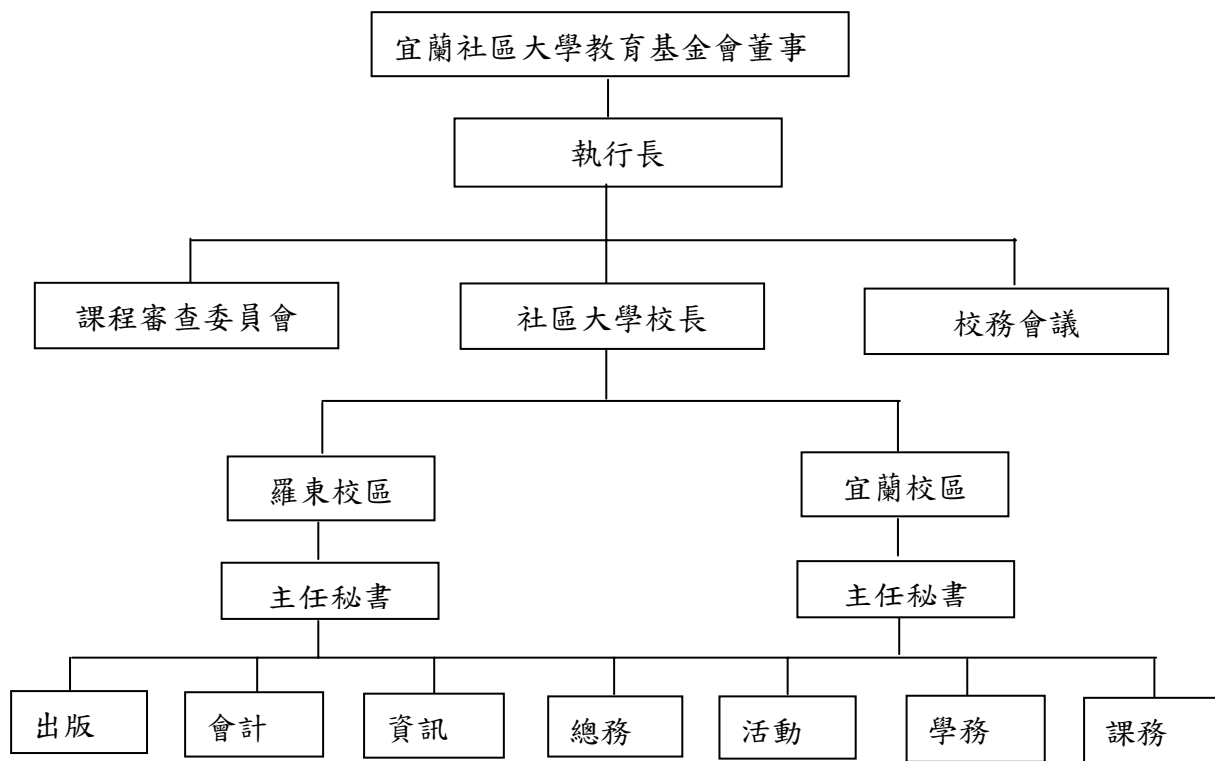 宜蘭社區大學教育基金會董事
執行長
課程審查委員會
社區大學校長
校務會議
羅東校區
宜蘭校區
主任秘書
主任秘書
出版
會計
資訊
總務
活動
學務
課務